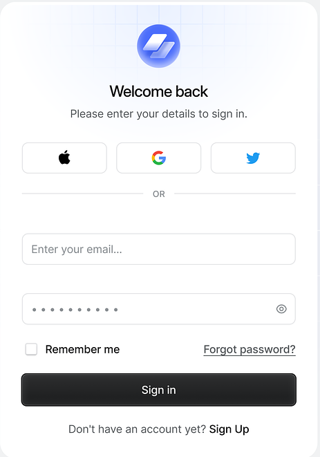 Welcome back
Please enter your details to sign in.
OR
Enter your email...
Remember me
Forgot password?
Sign in
Don't have an account yet? Sign Up